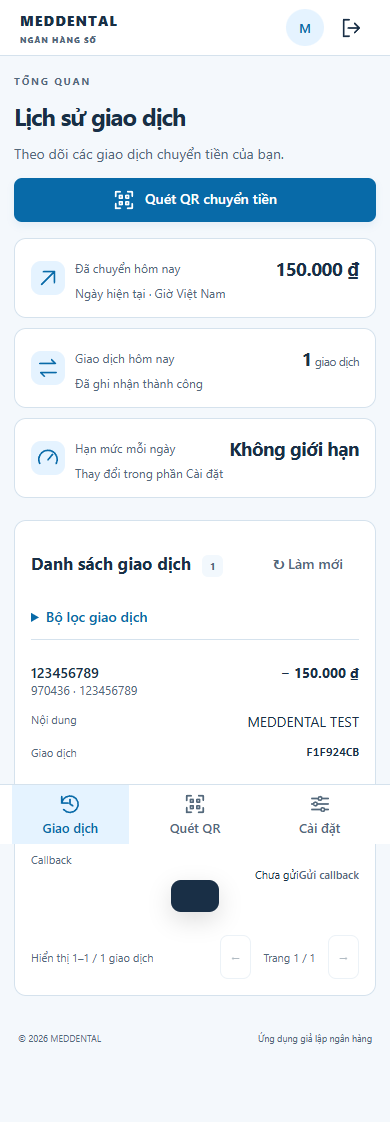 MEDDENTAL
NGÂN HÀNG SỐ
M
TỔNG QUAN
Lịch sử giao dịch
Theo dõi các giao dịch chuyển tiền của bạn.
Quét QR chuyển tiền
Đã chuyển hôm nay
150.000 ₫
Ngày hiện tại · Giờ Việt Nam
Giao dịch hôm nay
1 giao dịch
Đã ghi nhận thành công
Hạn mức mỗi ngày
Không giới hạn
Thay đổi trong phần Cài đặt
Danh sách giao dịch 1
↻ Làm mới
▶ Bộ lọc giao dịch
123456789
− 150.000 ₫
970436 · 123456789
Nội dung
MEDDENTAL TEST
Giao dịch
F1F924CB
Giao dịch
Quét QR
Cài đặt
Callback
Chưa gửiGửi callback
Hiển thị 1–1 / 1 giao dịch
← Trang 1 / 1 →
© 2026 MEDDENTAL
Ứng dụng giả lập ngân hàng